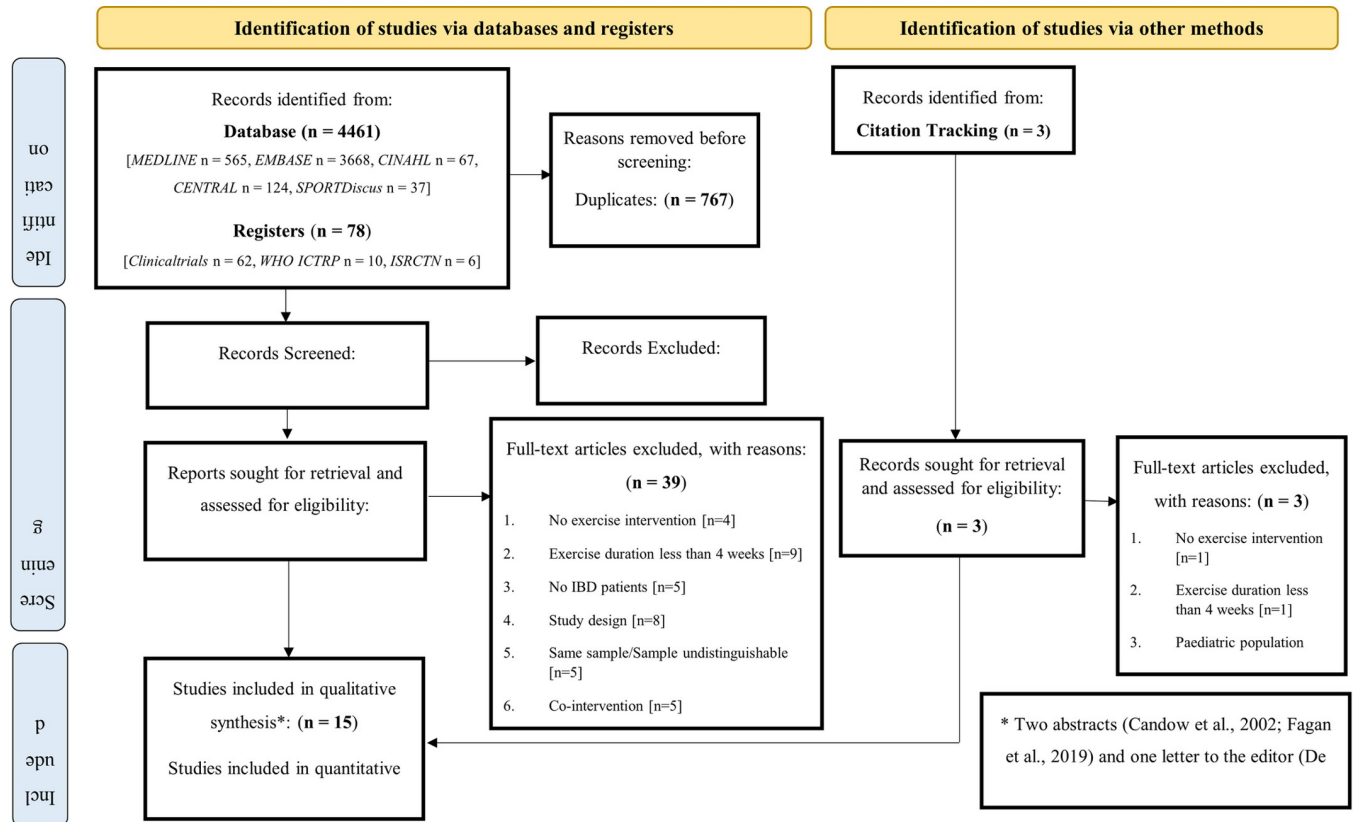 Identification of studies via databases and registers
Identification of studies via other methods
Ide
ntifi
cati
on
Records identified from:
Database (n = 4461)
[MEDLINE n = 565, EMBASE n = 3668, CINAHL n = 67,
CENTRAL n = 124, SPORTDiscus n = 37]
Registers (n = 78)
[Clinicaltrials n = 62, WHO ICTRP n = 10, ISRCTN n = 6]
Reasons removed before
screening:
Duplicates: (n = 767)
Records identified from:
Citation Tracking (n = 3)
Scre
enin
g
Records Screened:
Records Excluded:
Reports sought for retrieval and
assessed for eligibility:
Full-text articles excluded, with reasons:
(n = 39)
1. No exercise intervention [n=4]
2. Exercise duration less than 4 weeks [n=9]
3. No IBD patients [n=5]
4. Study design [n=8]
5. Same sample/Sample undistinguishable
[n=5]
6. Co-intervention [n=5]
Records sought for retrieval
and assessed for eligibility:
(n = 3)
Full-text articles excluded,
with reasons: (n = 3)
1. No exercise intervention
[n=1]
2. Exercise duration less
than 4 weeks [n=1]
3. Paediatric population
Incl
ude
d
Studies included in qualitative
synthesis*: (n = 15)
Studies included in quantitative
* Two abstracts (Candow et al., 2002; Fagan
et al., 2019) and one letter to the editor (De